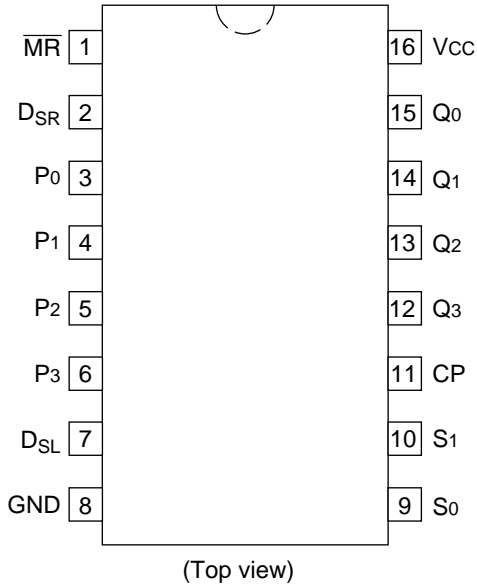 M̅R̅ 1 16 VCC
DSR 2 15 Q0
P0 3 14 Q1
P1 4 13 Q2
P2 5 12 Q3
P3 6 11 CP
DSL 7 10 S1
GND 8 9 S0
(Top view)